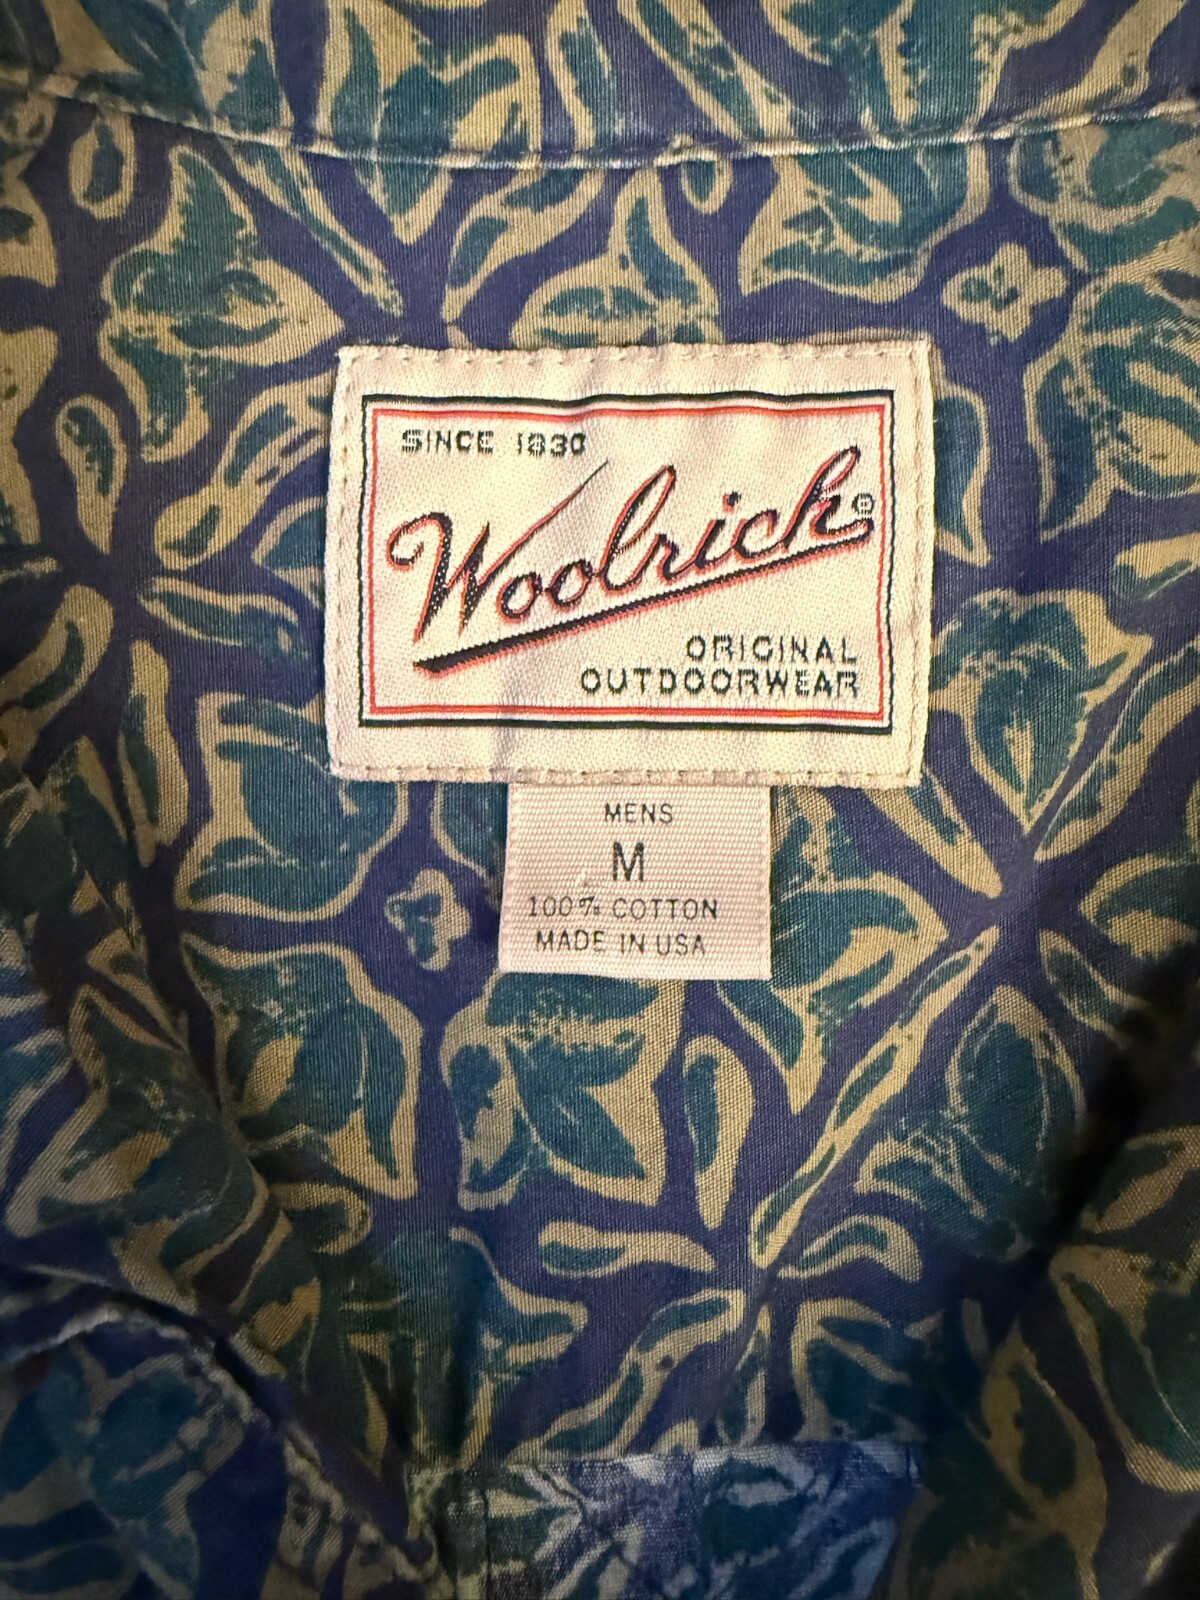 SINCE 1830
Woolrich®
ORIGINAL
OUTDOORWEAR
MENS
M
100% COTTON
MADE IN USA